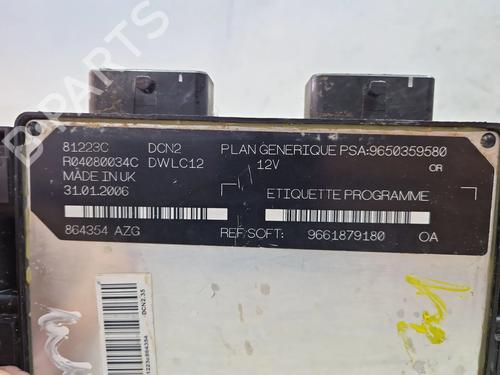 81223C DCN2 PLAN GENERIQUE PSA:9650359580
R04080034C DWLC12 12V OR
MADE IN UK
31.01.2006 ETIQUETTE PROGRAMME
864354 AZG REF SOFT: 9661879180 OA
DCN2.35